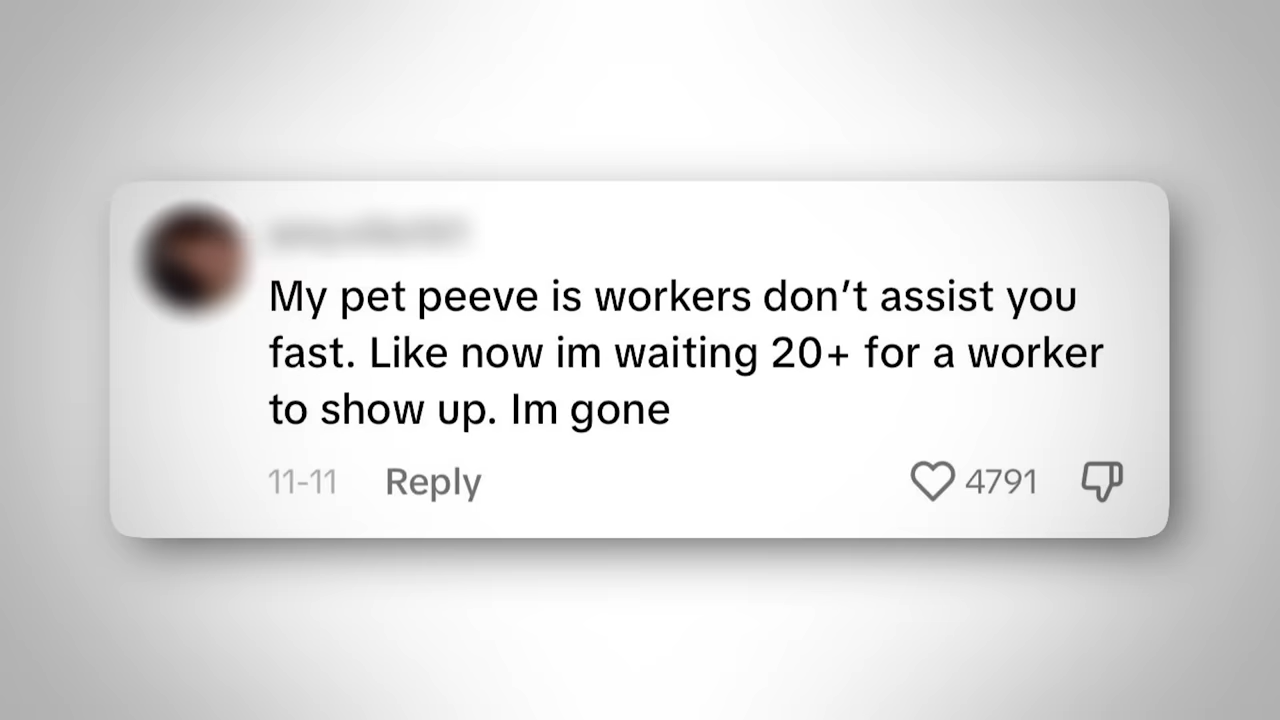 My pet peeve is workers don’t assist you
fast. Like now im waiting 20+ for a worker
to show up. Im gone
11-11 Reply 4791